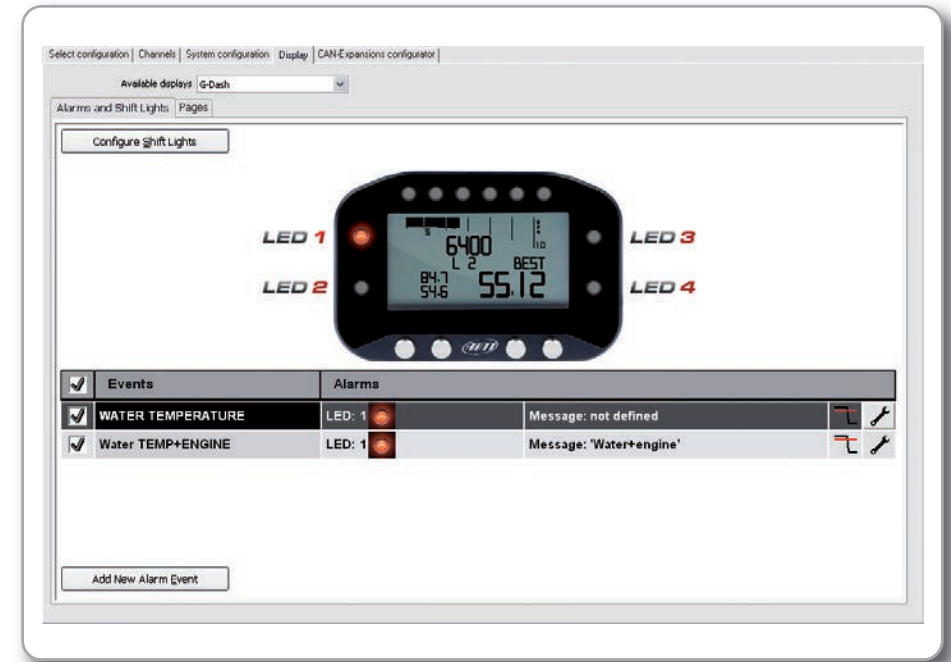 Select configuration Channels System configuration Display CAN-Expansions configurator
Available displays G-Dash
Alarms and Shift Lights Pages
Configure Shift Lights
LED 1
LED 2
LED 3
LED 4
5
10
6400
L 2 BEST
84.7
54.6
55.12
AIM
Events Alarms
WATER TEMPERATURE LED: 1 Message: not defined
Water TEMP+ENGINE LED: 1 Message: 'Water+engine'
Add New Alarm Event